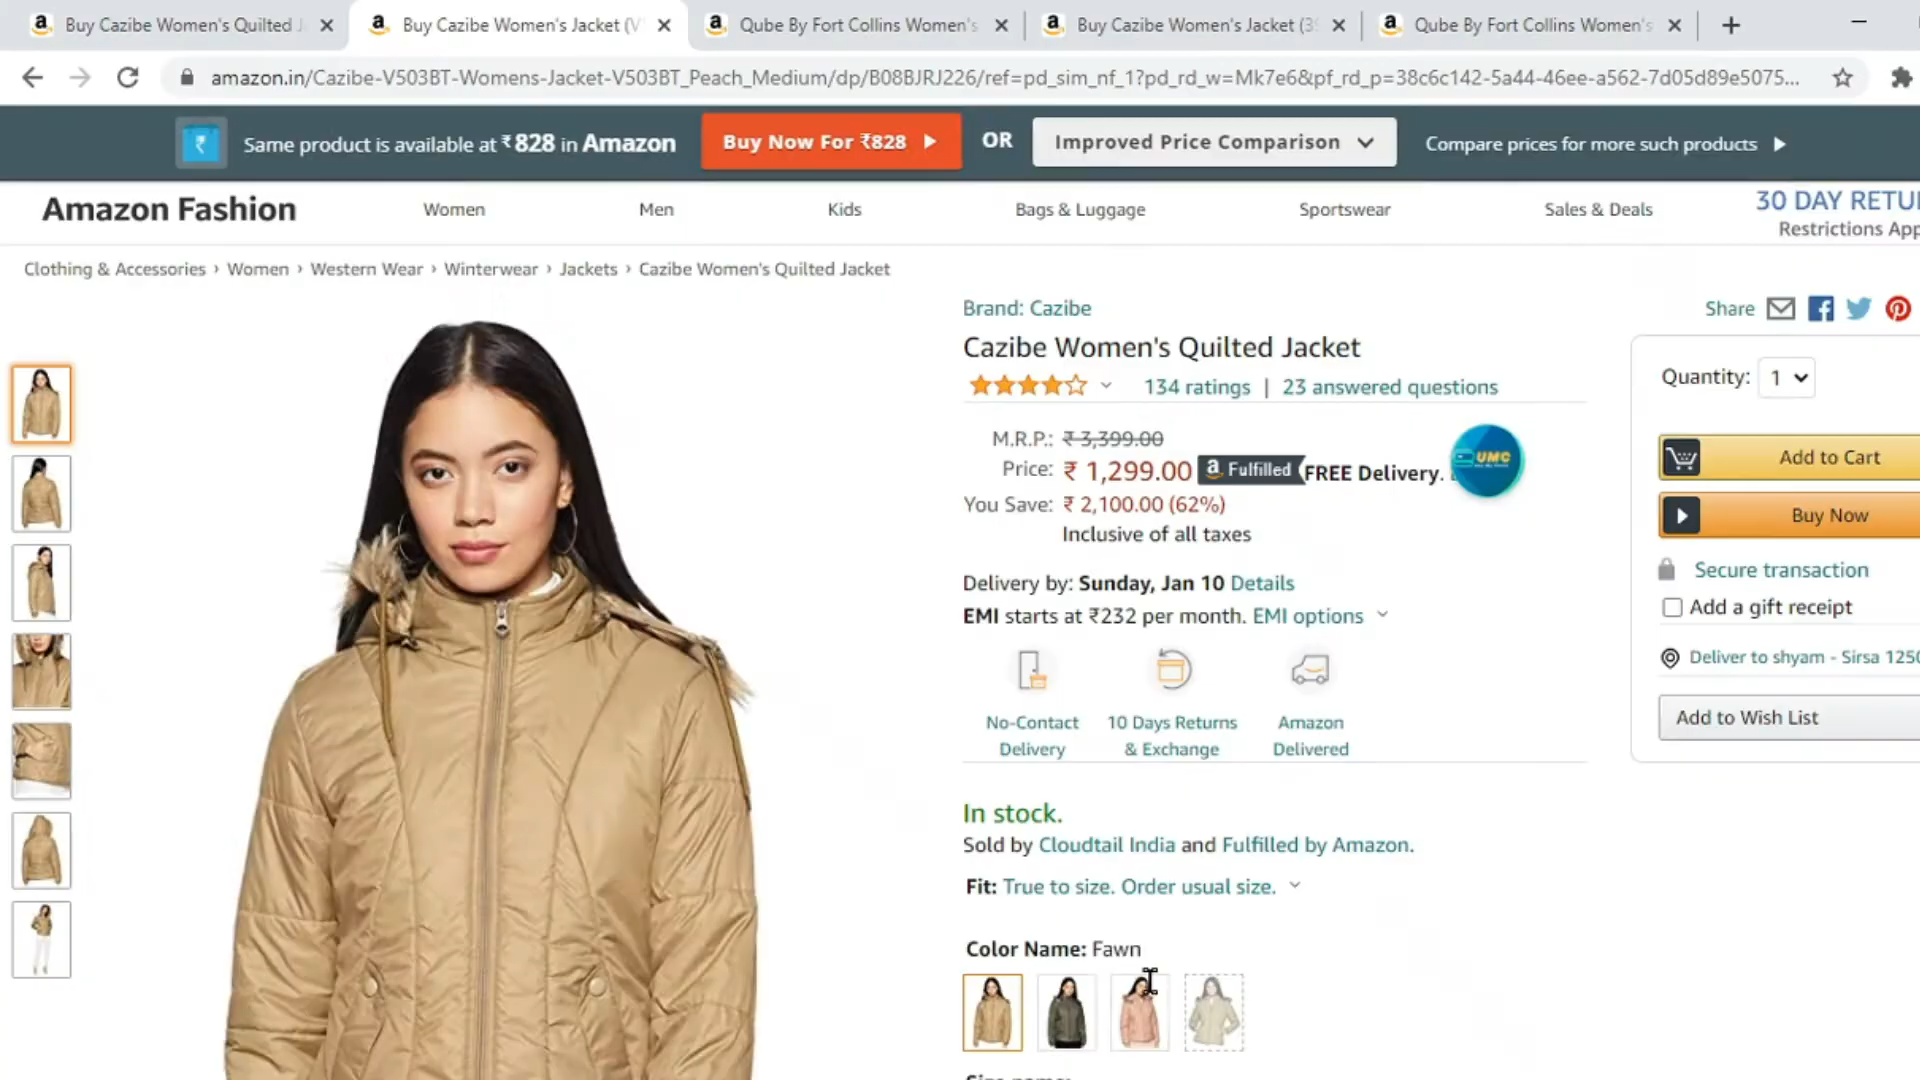 Buy Cazibe Women's Quilted J
Buy Cazibe Women's Jacket (V
Qube By Fort Collins Women's
Buy Cazibe Women's Jacket (3
Qube By Fort Collins Women's
amazon.in/Cazibe-V503BT-Womens-Jacket-V503BT_Peach_Medium/dp/B08BJRJ226/ref=pd_sim_nf_1?pd_rd_w=Mk7e6&pf_rd_p=38c6c142-5a44-46ee-a562-7d05d89e5075...
Same product is available at ₹828 in Amazon
Buy Now For ₹828
OR
Improved Price Comparison
Compare prices for more such products
Amazon Fashion
Women
Men
Kids
Bags & Luggage
Sportswear
Sales & Deals
30 DAY RETU
Restrictions App
Clothing & Accessories › Women › Western Wear › Winterwear › Jackets › Cazibe Women's Quilted Jacket
Brand: Cazibe
Share
Cazibe Women's Quilted Jacket
134 ratings | 23 answered questions
M.R.P.: ₹ 3,399.00
Price: ₹ 1,299.00 a Fulfilled FREE Delivery.
UMC
You Save: ₹ 2,100.00 (62%)
Inclusive of all taxes
Delivery by: Sunday, Jan 10 Details
EMI starts at ₹232 per month. EMI options
No-Contact
Delivery
10 Days Returns
& Exchange
Amazon
Delivered
In stock.
Sold by Cloudtail India and Fulfilled by Amazon.
Fit: True to size. Order usual size.
Color Name: Fawn
Quantity: 1
Add to Cart
Buy Now
Secure transaction
Add a gift receipt
Deliver to shyam - Sirsa 1250
Add to Wish List
Size name: